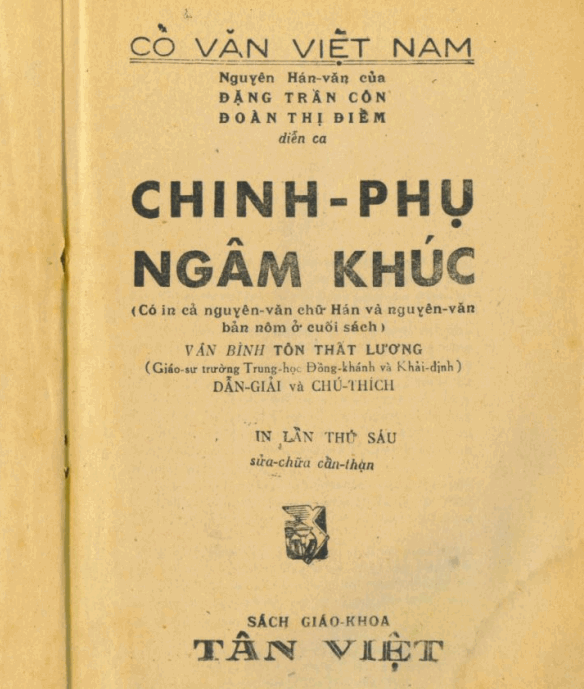 CỔ VĂN VIỆT NAM
Nguyên Hán-văn của
ĐẶNG TRẦN CÔN
ĐOÀN THỊ ĐIỂM
diễn ca
CHINH-PHỤ
NGÂM KHÚC
(Có in cả nguyên-văn chữ Hán và nguyên-văn
bản nôm ở cuối sách)
VÂN BÌNH TÔN THẤT LƯƠNG
(Giáo-sư trường Trung-học Đồng-khánh và Khải-định)
DẪN-GIẢI và CHÚ-THÍCH
IN LẦN THỨ SÁU
sửa-chữa cẩn-thận
TV
SÁCH GIÁO-KHOA
TÂN VIỆT